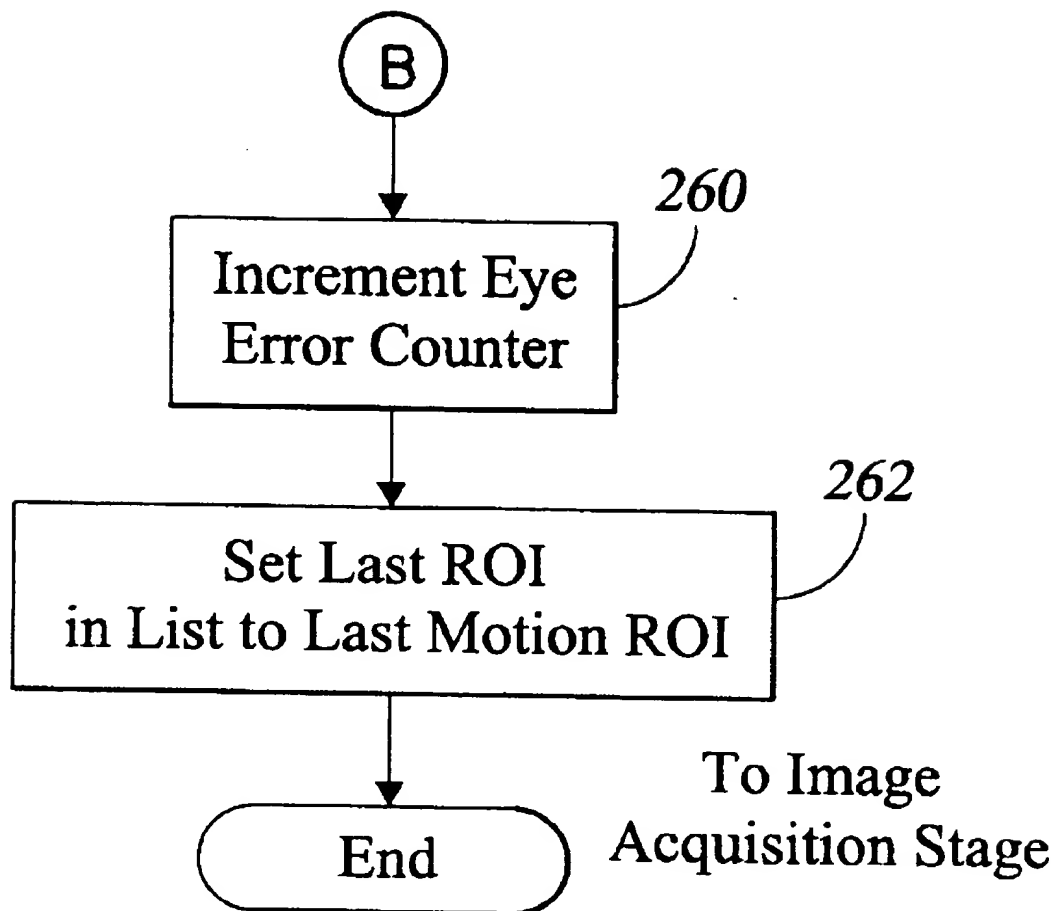 B
260
Increment Eye
Error Counter
262
Set Last ROI
in List to Last Motion ROI
To Image
Acquisition Stage
End